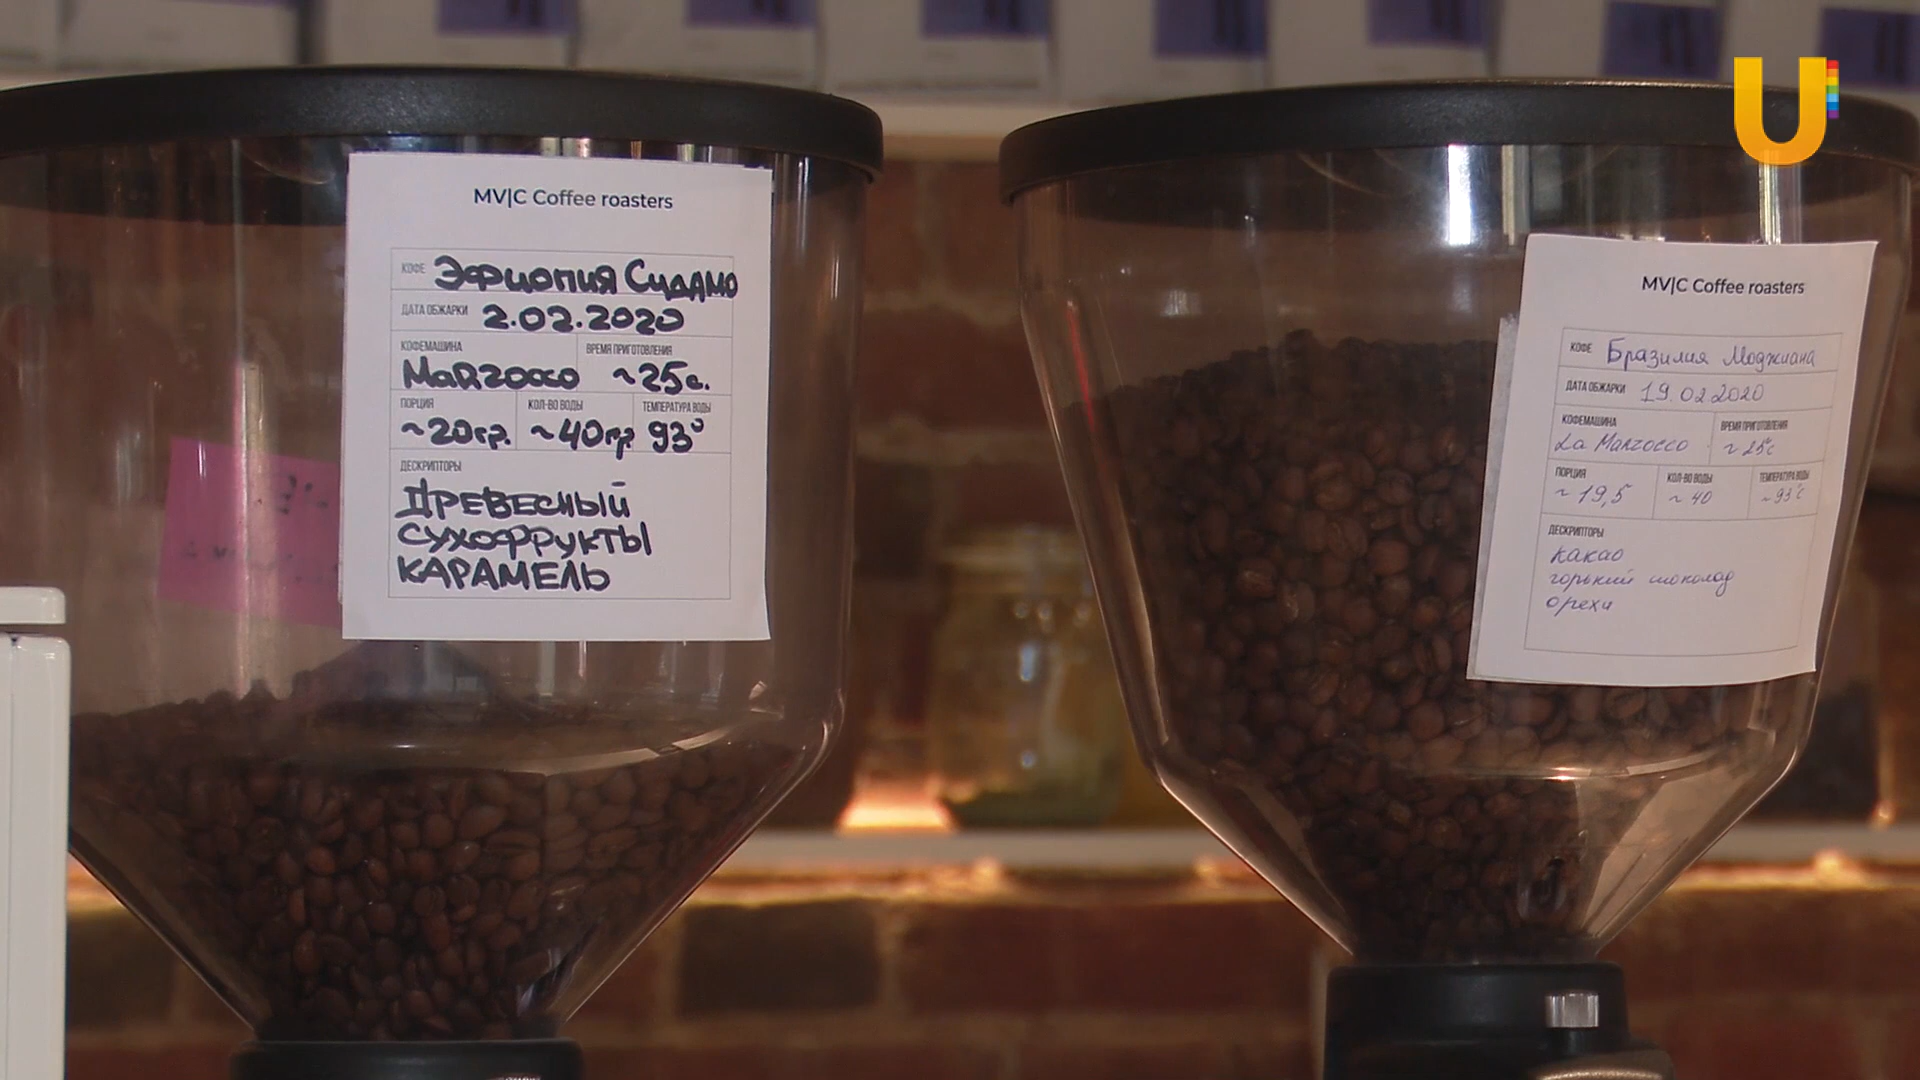 MV|C Coffee roasters
КОФЕ Эфиопия Сидамо
ДАТА ОБЖАРКИ 2.02.2020
КОФЕМАШИНА ВРЕМЯ ПРИГОТОВЛЕНИЯ
Marzocco ~25с.
ПОРЦИЯ КОЛ-ВО ВОДЫ ТЕМПЕРАТУРА ВОДЫ
~20гр. ~40гр 93°
ДЕСКРИПТОРЫ
ДРЕВЕСНЫЙ
СУХОФРУКТЫ
КАРАМЕЛЬ
MV|C Coffee roasters
КОФЕ Бразилия Моджиана
ДАТА ОБЖАРКИ 19.02.2020
КОФЕМАШИНА ВРЕМЯ ПРИГОТОВЛЕНИЯ
La Marzocco ~25с
ПОРЦИЯ КОЛ-ВО ВОДЫ ТЕМПЕРАТУРА ВОДЫ
~19,5 ~40 ~93°С
ДЕСКРИПТОРЫ
какао
горький шоколад
орехи
U